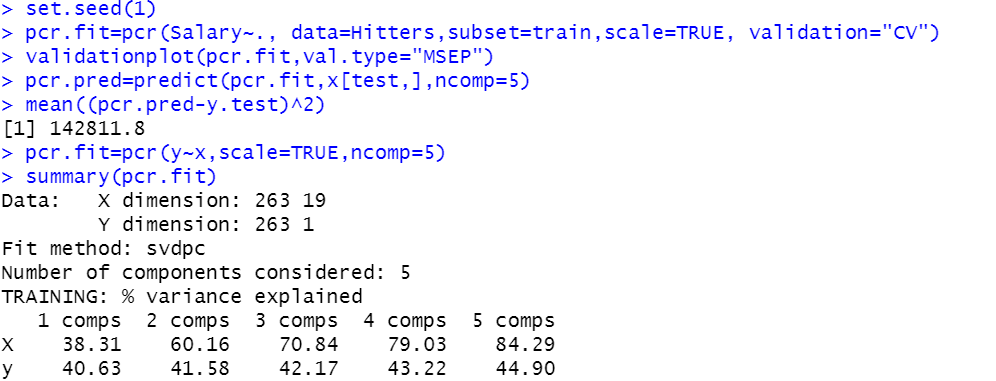 > set.seed(1)
> pcr.fit=pcr(Salary~., data=Hitters,subset=train,scale=TRUE, validation="CV")
> validationplot(pcr.fit,val.type="MSEP")
> pcr.pred=predict(pcr.fit,x[test,],ncomp=5)
> mean((pcr.pred-y.test)^2)
[1] 142811.8
> pcr.fit=pcr(y~x,scale=TRUE,ncomp=5)
> summary(pcr.fit)
Data:   X dimension: 263 19
        Y dimension: 263 1
Fit method: svdpc
Number of components considered: 5
TRAINING: % variance explained
   1 comps  2 comps  3 comps  4 comps  5 comps
X    38.31    60.16    70.84    79.03    84.29
y    40.63    41.58    42.17    43.22    44.90